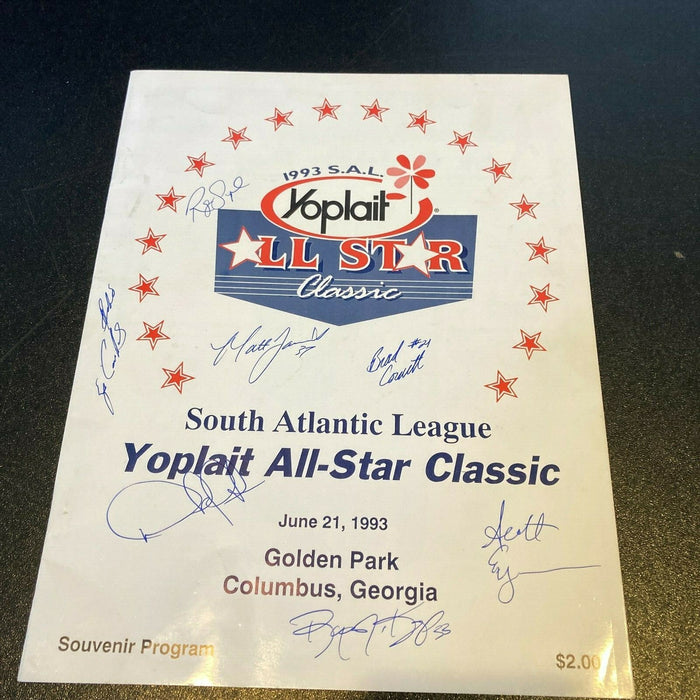 1993 S.A.L.
Yoplait®
ALL STAR
Classic
Matt
Brad #21
South Atlantic League
Yoplait All-Star Classic
June 21, 1993
Scott
Golden Park
Columbus, Georgia
Souvenir Program
$2.00